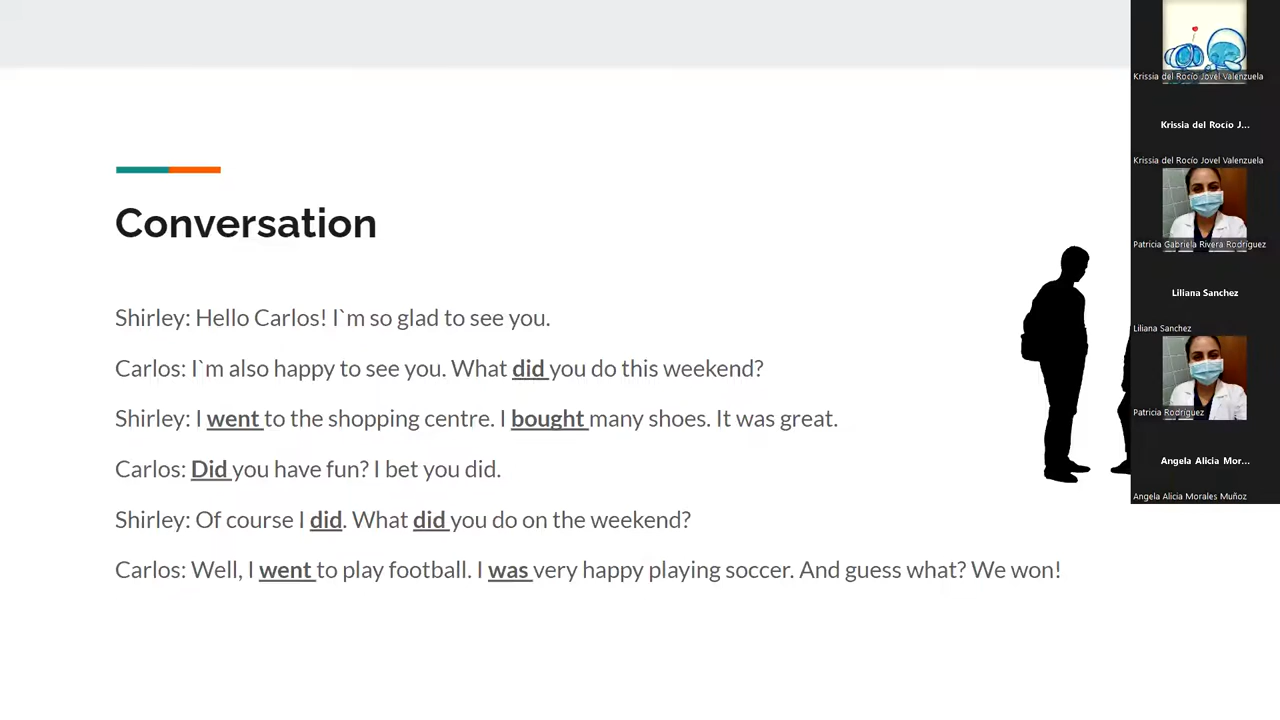 Conversation
Shirley: Hello Carlos! I`m so glad to see you.
Carlos: I`m also happy to see you. What did you do this weekend?
Shirley: I went to the shopping centre. I bought many shoes. It was great.
Carlos: Did you have fun? I bet you did.
Shirley: Of course I did. What did you do on the weekend?
Carlos: Well, I went to play football. I was very happy playing soccer. And guess what? We won!
Krissia del Rocío Jovel Valenzuela
Krissia del Rocío J...
Krissia del Rocío Jovel Valenzuela
Patricia Gabriela Rivera Rodríguez
Liliana Sanchez
Liliana Sanchez
Patricia Rodriguez
Angela Alicia Mor...
Angela Alicia Morales Muñoz